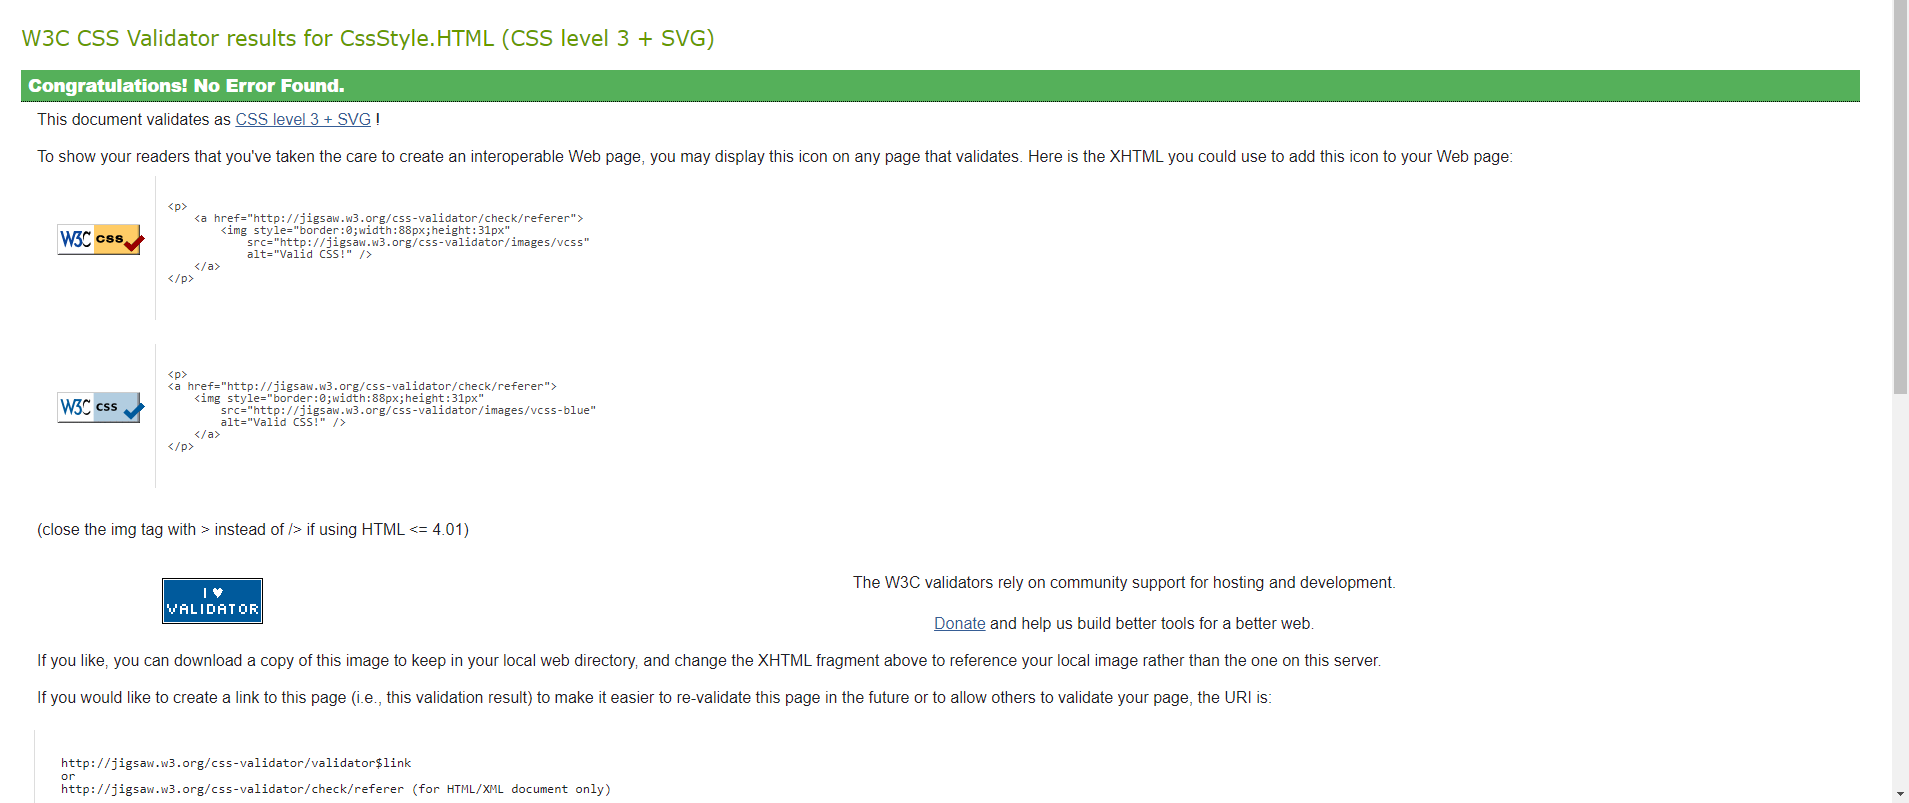 W3C CSS Validator results for CssStyle.HTML (CSS level 3 + SVG)
Congratulations! No Error Found.
This document validates as CSS level 3 + SVG !
To show your readers that you've taken the care to create an interoperable Web page, you may display this icon on any page that validates. Here is the XHTML you could use to add this icon to your Web page:
W3C css
<p>
<a href="http://jigsaw.w3.org/css-validator/check/referer">
<img style="border:0;width:88px;height:31px"
src="http://jigsaw.w3.org/css-validator/images/vcss"
alt="Valid CSS!" />
</a>
</p>
W3C css
<p>
<a href="http://jigsaw.w3.org/css-validator/check/referer">
<img style="border:0;width:88px;height:31px"
src="http://jigsaw.w3.org/css-validator/images/vcss-blue"
alt="Valid CSS!" />
</a>
</p>
(close the img tag with > instead of /> if using HTML <= 4.01)
I ♥
VALIDATOR
The W3C validators rely on community support for hosting and development.
Donate and help us build better tools for a better web.
If you like, you can download a copy of this image to keep in your local web directory, and change the XHTML fragment above to reference your local image rather than the one on this server.
If you would like to create a link to this page (i.e., this validation result) to make it easier to re-validate this page in the future or to allow others to validate your page, the URI is:
http://jigsaw.w3.org/css-validator/validator$link
or
http://jigsaw.w3.org/css-validator/check/referer (for HTML/XML document only)